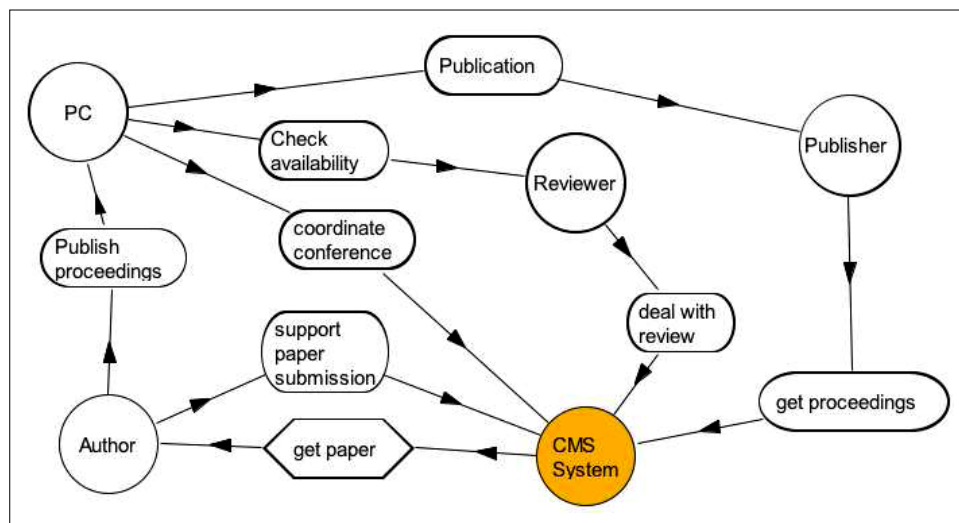 Publication
PC
Check
availability
Publisher
Reviewer
coordinate
conference
Publish
proceedings
deal with
review
support
paper
submission
get proceedings
Author
get paper
CMS
System